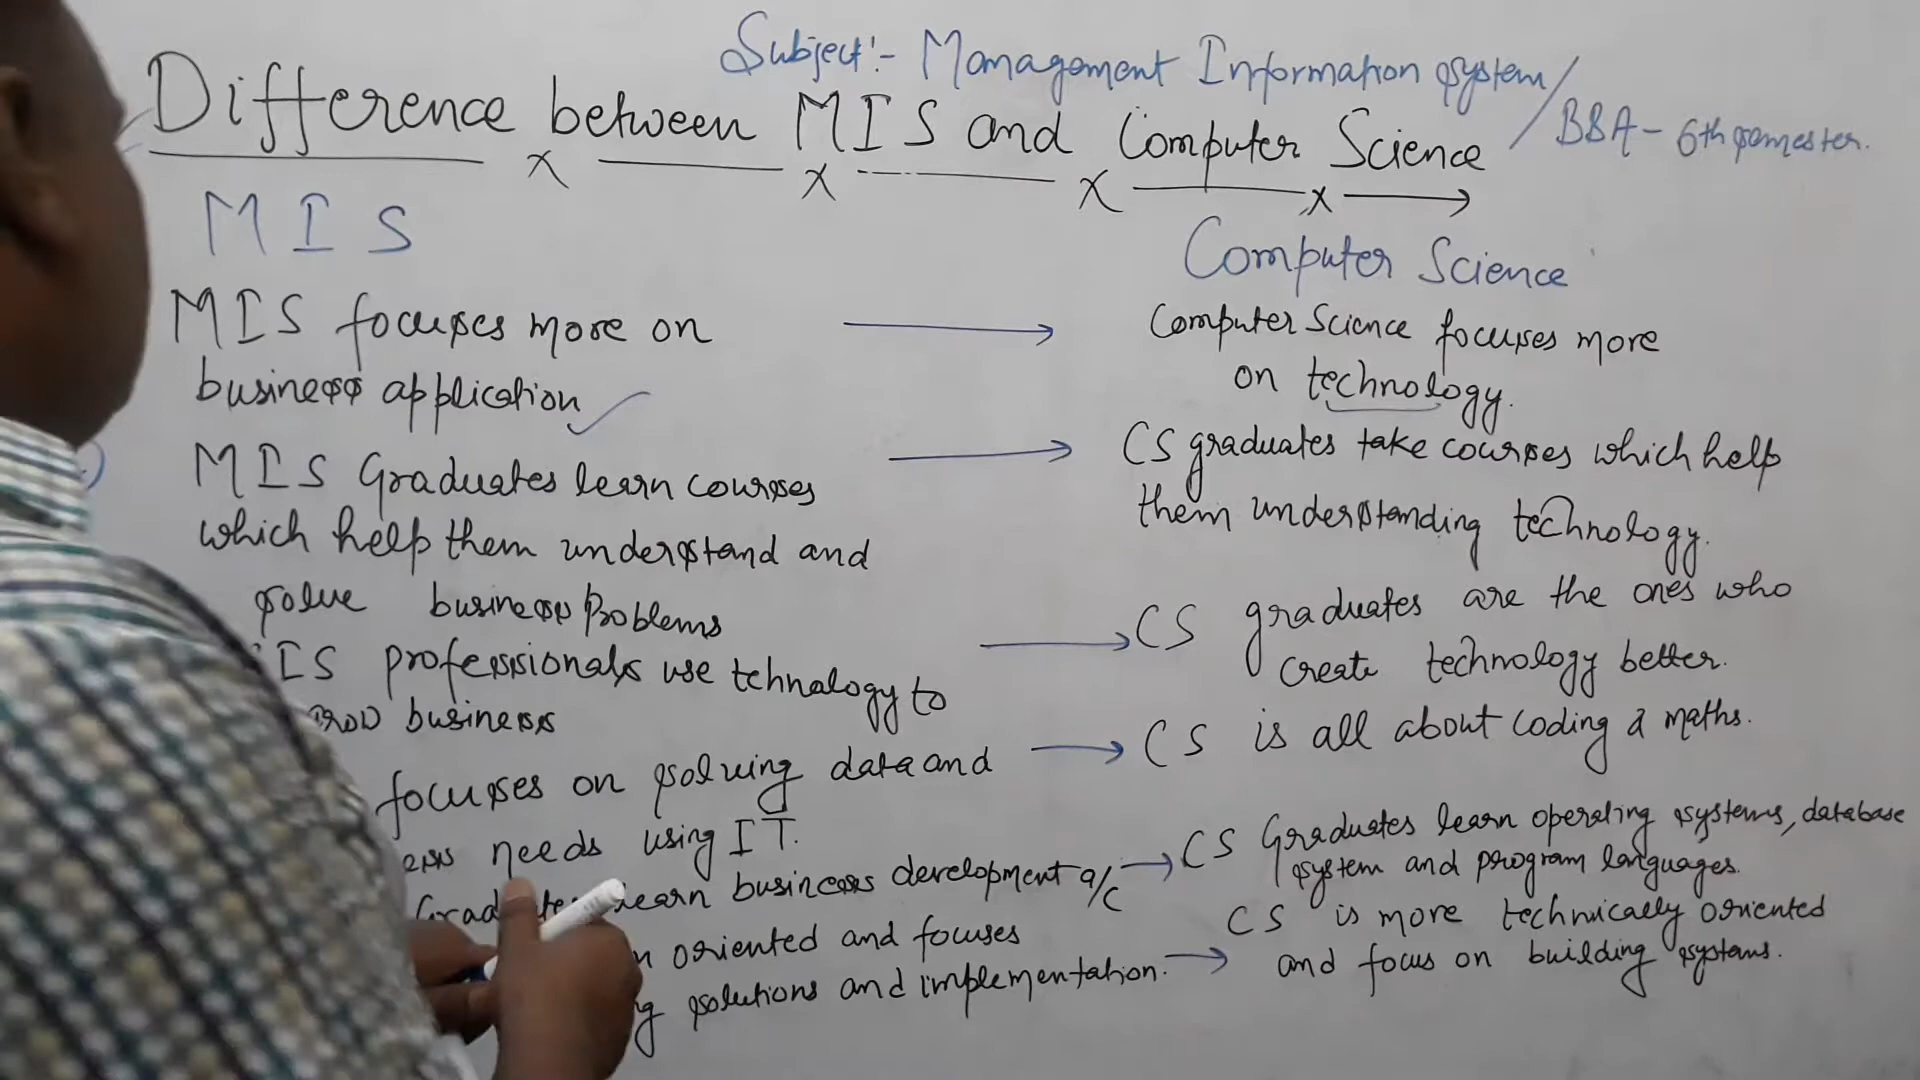 Subject:- Management Information system/
BBA - 6th semester.
Difference between MIS and Computer Science
MIS
MIS focuses more on
business application
MIS Graduates learn courses
which help them understand and
solve business Problems
IS professionals use tehnalogy to
business
focuses on solving data and
needs using IT.
learn business development a/c
oriented and focuses
solutions and implementation.
Computer Science
Computer Science focuses more
on technology.
CS graduates take courses which help
them understanding technology.
CS graduates are the ones who
create technology better.
CS is all about coding & maths.
CS Graduates learn operating systems, database
system and program languages.
CS is more technically oriented
and focus on building systems.